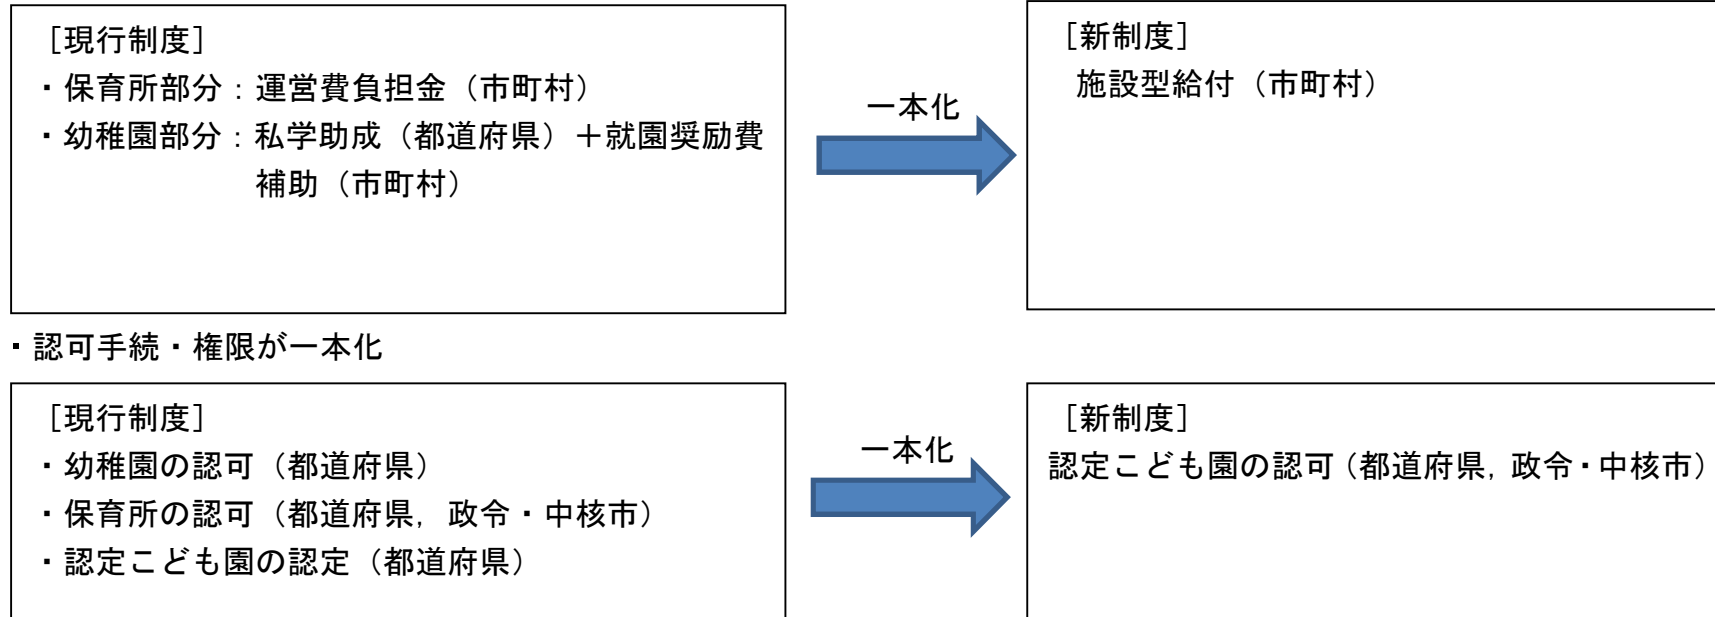 ［現行制度］
・保育所部分：運営費負担金（市町村）
・幼稚園部分：私学助成（都道府県）＋就園奨励費
補助（市町村）
一本化
［新制度］
施設型給付（市町村）
・認可手続・権限が一本化
［現行制度］
・幼稚園の認可（都道府県）
・保育所の認可（都道府県，政令・中核市）
・認定こども園の認定（都道府県）
一本化
［新制度］
認定こども園の認可（都道府県，政令・中核市）